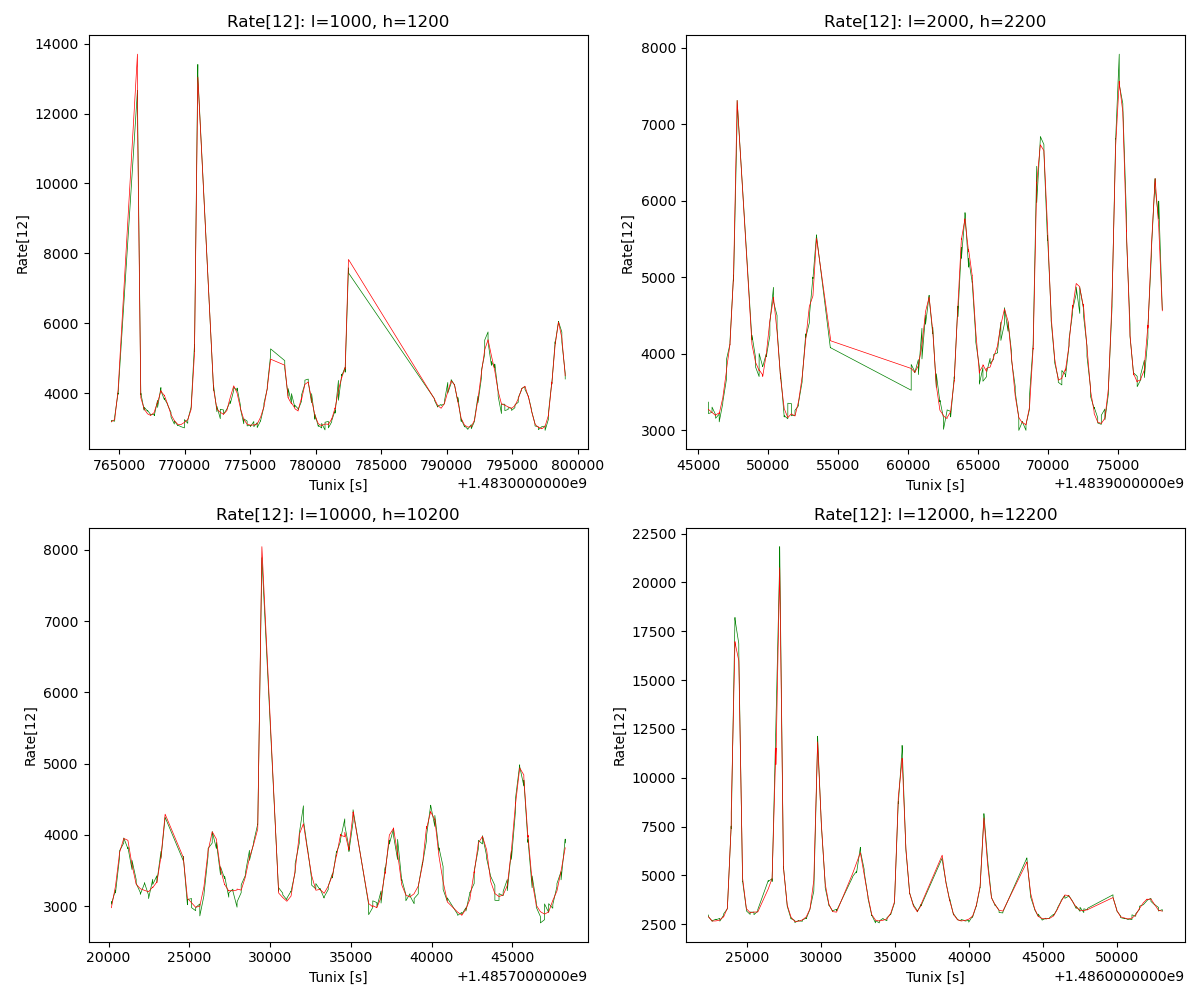 Rate[12]: l=1000, h=1200
Rate[12]
14000
12000
10000
8000
6000
4000
765000 770000 775000 780000 785000 790000 795000 800000
Tunix [s]
+1.4830000000e9
Rate[12]: l=2000, h=2200
Rate[12]
8000
7000
6000
5000
4000
3000
45000 50000 55000 60000 65000 70000 75000
Tunix [s]
+1.4839000000e9
Rate[12]: l=10000, h=10200
Rate[12]
8000
7000
6000
5000
4000
3000
20000 25000 30000 35000 40000 45000
Tunix [s]
+1.4857000000e9
Rate[12]: l=12000, h=12200
Rate[12]
22500
20000
17500
15000
12500
10000
7500
5000
2500
25000 30000 35000 40000 45000 50000
Tunix [s]
+1.4860000000e9